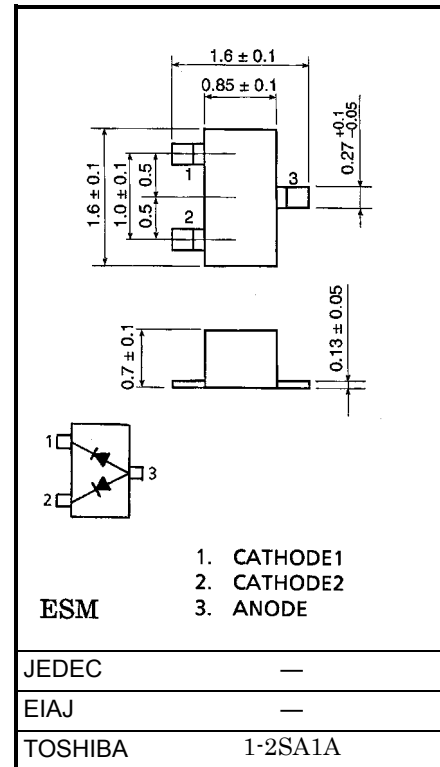 1.6 ± 0.1
0.85 ± 0.1
0.27 +0.1 -0.05
1.6 ± 0.1
1.0 ± 0.1
0.5
0.5
1
2
3
0.7 ± 0.1
0.13 ± 0.05
1
2
3
1. CATHODE1
2. CATHODE2
3. ANODE
ESM
JEDEC —
EIAJ —
TOSHIBA 1-2SA1A